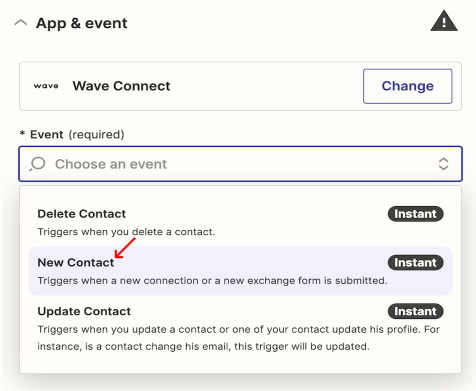 App & event
wave Wave Connect Change
* Event (required)
Choose an event
Delete Contact Instant
Triggers when you delete a contact.
New Contact Instant
Triggers when a new connection or a new exchange form is submitted.
Update Contact Instant
Triggers when you update a contact or one of your contact update his profile. For
instance, is a contact change his email, this trigger will be updated.